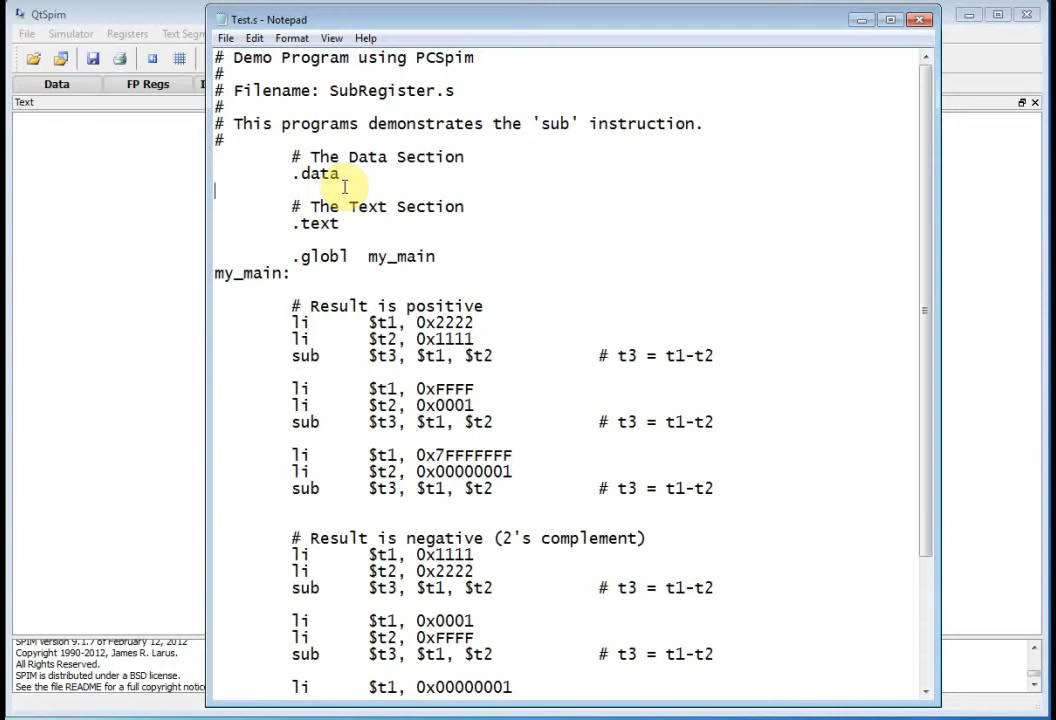 QtSpim
File Simulator Registers Text Segm
Data FP Regs
Text
Test.s - Notepad
File Edit Format View Help
# Demo Program using PCSpim
#
# Filename: SubRegister.s
#
# This programs demonstrates the 'sub' instruction.
#
# The Data Section
.data
# The Text Section
.text
.globl my_main
my_main:
# Result is positive
li $t1, 0x2222
li $t2, 0x1111
sub $t3, $t1, $t2 # t3 = t1-t2
li $t1, 0xFFFF
li $t2, 0x0001
sub $t3, $t1, $t2 # t3 = t1-t2
li $t1, 0x7FFFFFFF
li $t2, 0x00000001
sub $t3, $t1, $t2 # t3 = t1-t2
# Result is negative (2's complement)
li $t1, 0x1111
li $t2, 0x2222
sub $t3, $t1, $t2 # t3 = t1-t2
li $t1, 0x0001
li $t2, 0xFFFF
sub $t3, $t1, $t2 # t3 = t1-t2
li $t1, 0x00000001
SPIM Version 9.1.7 of February 12, 2012
Copyright 1990-2012, James R. Larus.
All Rights Reserved.
SPIM is distributed under a BSD license.
See the file README for a full copyright notice